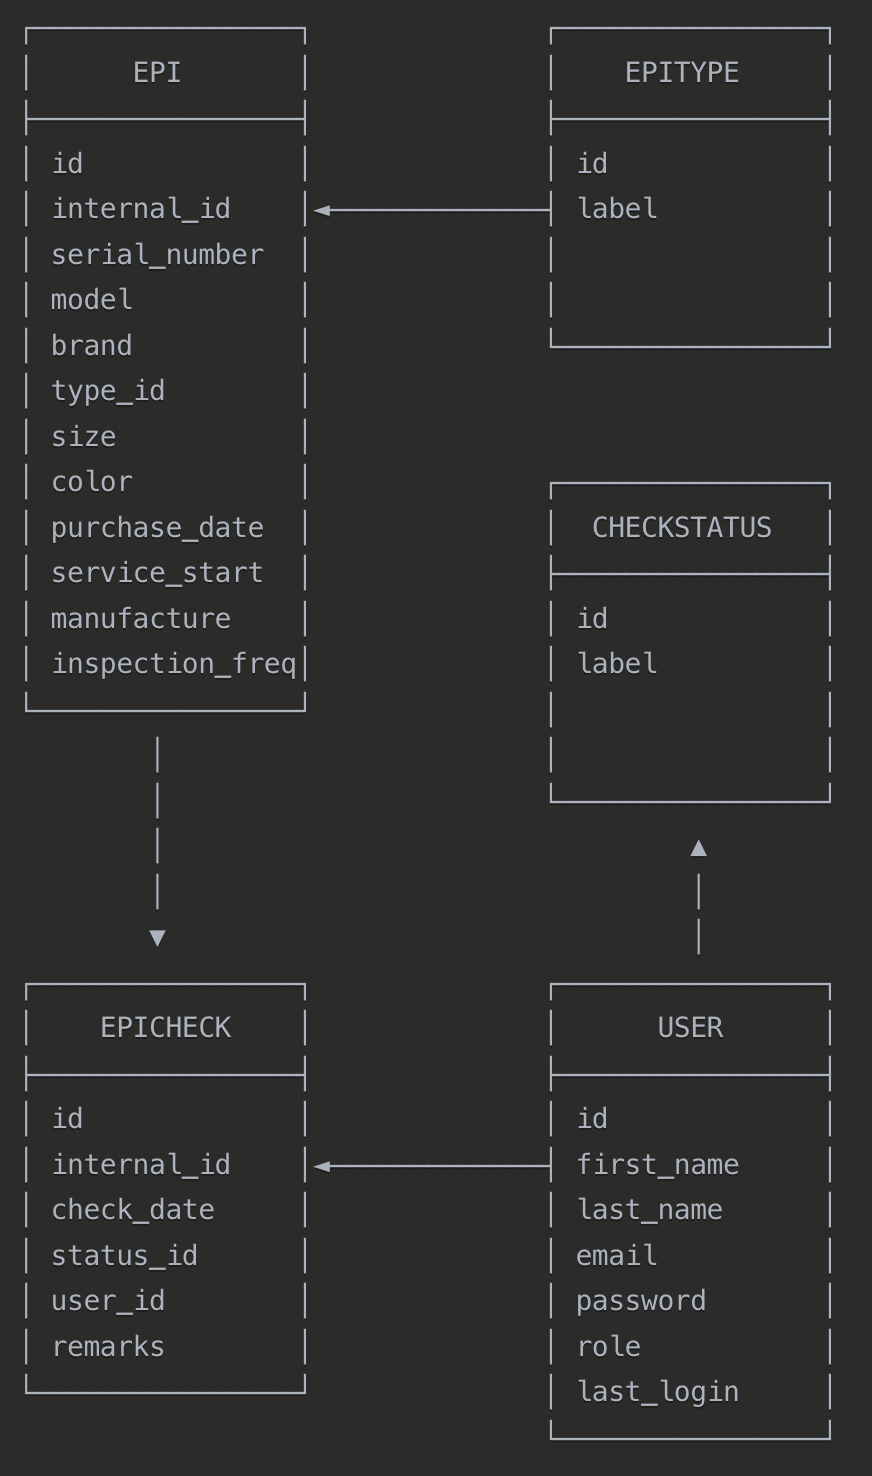 EPI
id
internal_id
serial_number
model
brand
type_id
size
color
purchase_date
service_start
manufacture
inspection_freq
EPITYPE
id
label
CHECKSTATUS
id
label
EPICHECK
id
internal_id
check_date
status_id
user_id
remarks
USER
id
first_name
last_name
email
password
role
last_login